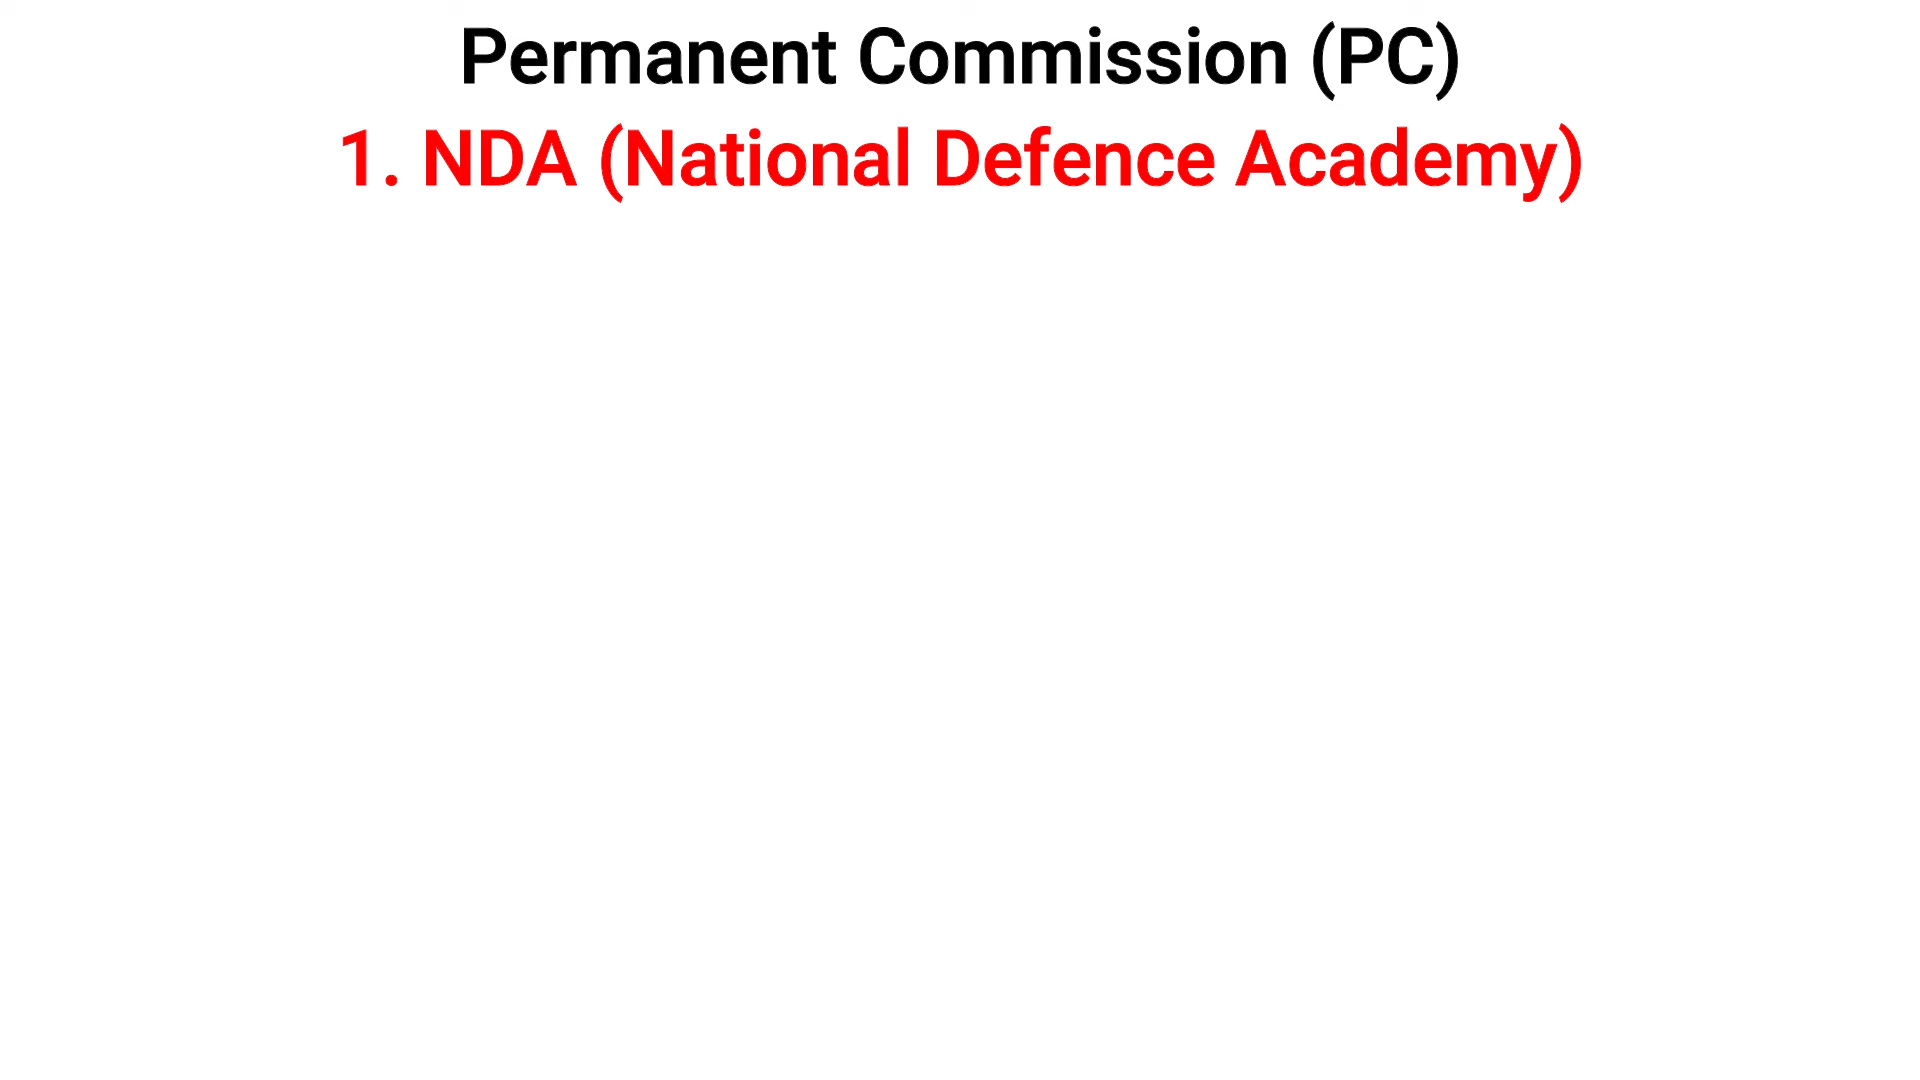 Permanent Commission (PC)
1. NDA (National Defence Academy)